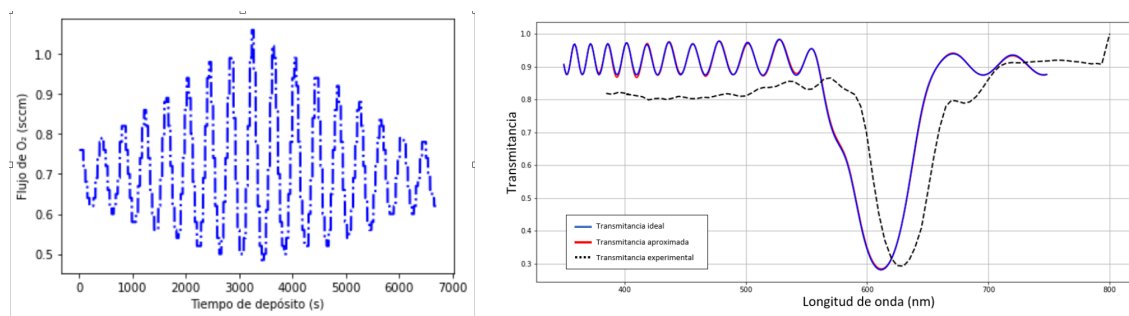 Flujo de O₂ (sccm)
1.0
0.9
0.8
0.7
0.6
0.5
0 1000 2000 3000 4000 5000 6000 7000
Tiempo de depósito (s)
Transmitancia
1.0
0.9
0.8
0.7
0.6
0.5
0.4
0.3
Transmitancia ideal
Transmitancia aproximada
Transmitancia experimental
400 500 600 700 800
Longitud de onda (nm)